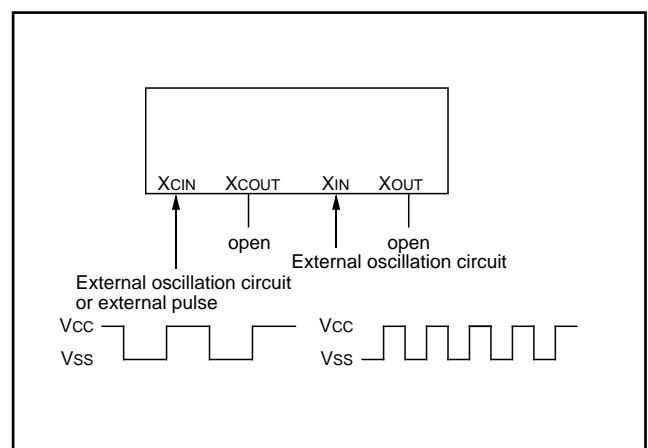 XCIN XCOUT XIN XOUT
open open
External oscillation circuit
External oscillation circuit
or external pulse
VCC VCC
VSS VSS